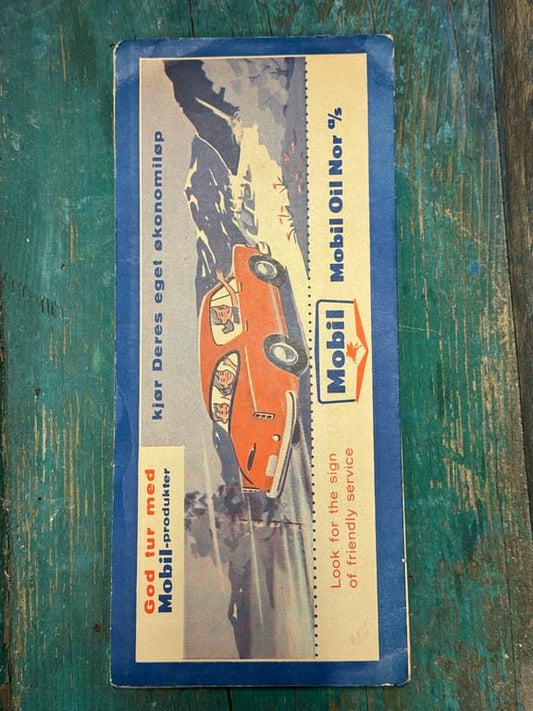 God tur med
Mobil-produkter
kjør Deres eget økonomiløp
Look for the sign
of friendly service
Mobil
Mobil Oil Nor a/s